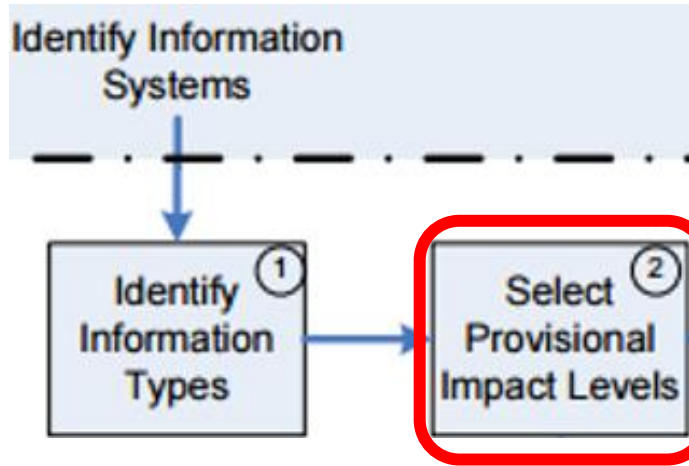 Identify Information
Systems
1
Identify
Information
Types
2
Select
Provisional
Impact Levels